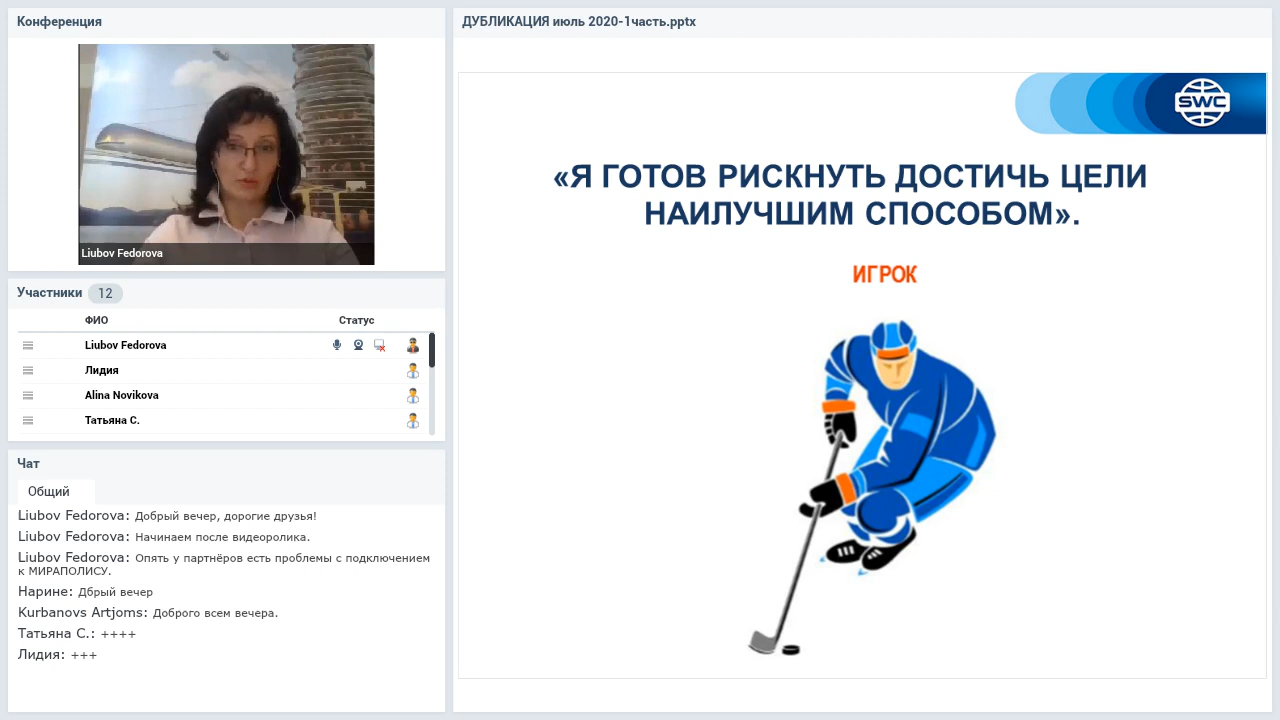 Конференция
Liubov Fedorova
Участники 12
ФИО Статус
Liubov Fedorova
Лидия
Alina Novikova
Татьяна С.
Чат
Общий
Liubov Fedorova: Добрый вечер, дорогие друзья!
Liubov Fedorova: Начинаем после видеоролика.
Liubov Fedorova: Опять у партнёров есть проблемы с подключением
к МИРАПОЛИСУ.
Нарине: Дбрый вечер
Kurbanovs Artjoms: Доброго всем вечера.
Татьяна С.: ++++
Лидия: +++
ДУБЛИКАЦИЯ июль 2020-1часть.pptx
SWC
«Я ГОТОВ РИСКНУТЬ ДОСТИЧЬ ЦЕЛИ
НАИЛУЧШИМ СПОСОБОМ».
ИГРОК